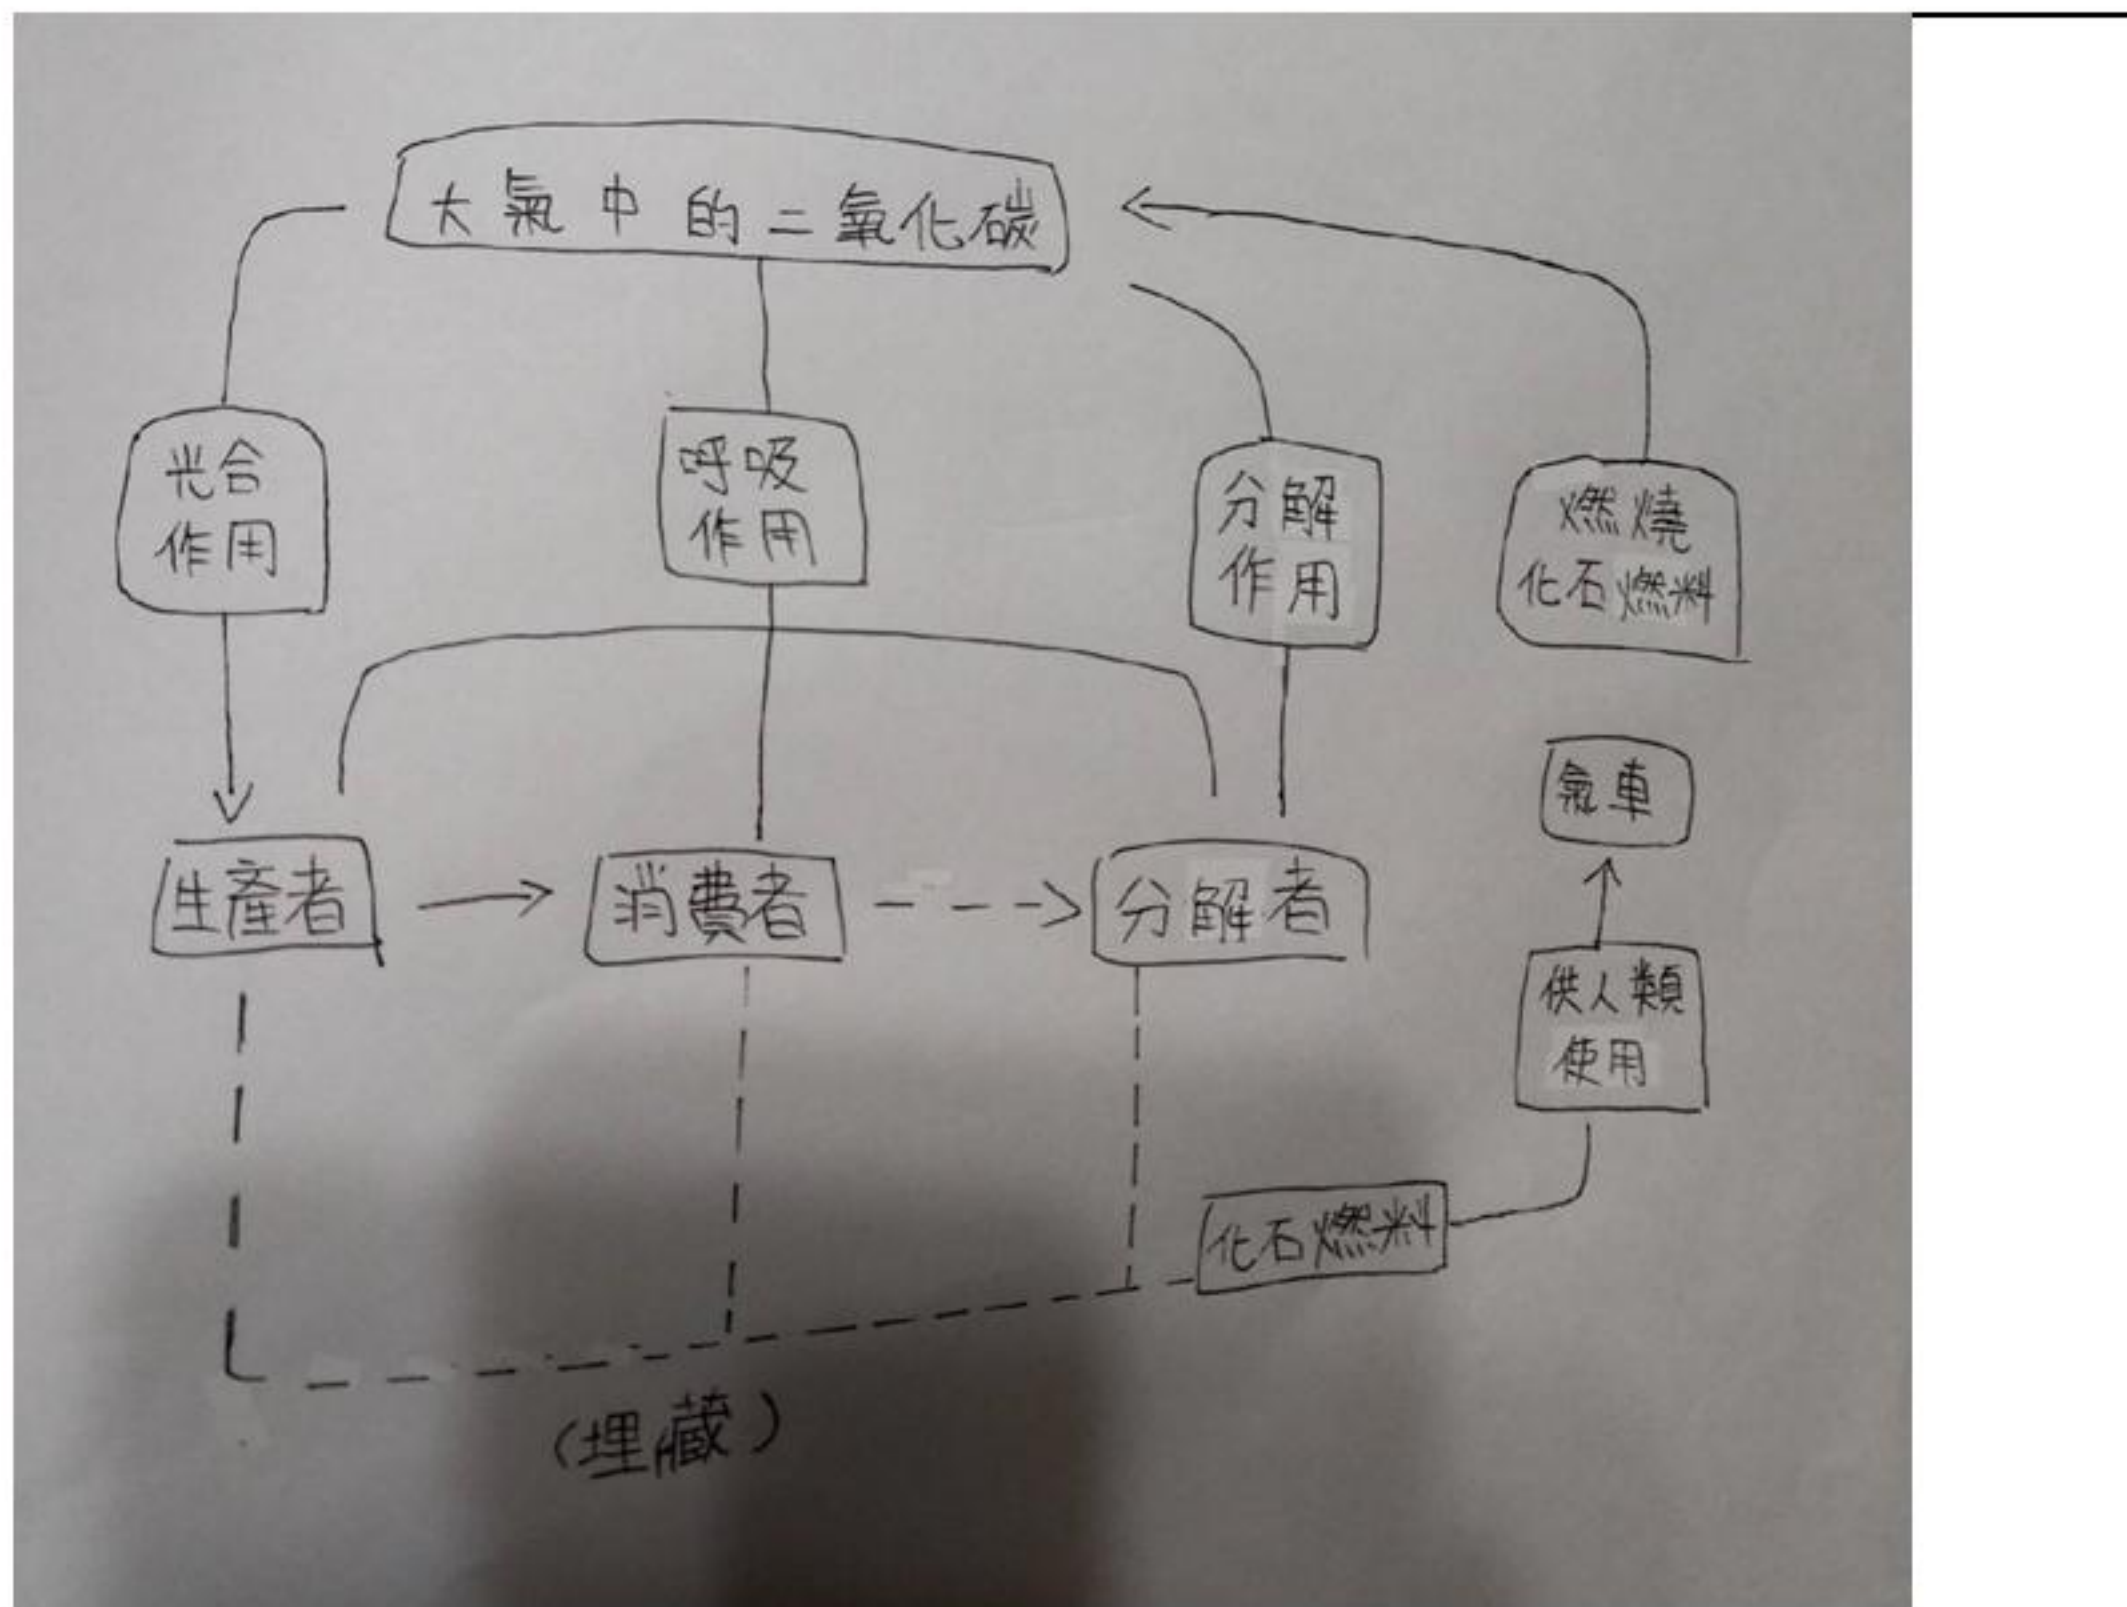 大氣中的二氧化碳
光合
作用
呼吸
作用
分解
作用
燃燒
化石燃料
氣車
生產者
消費者
分解者
供人類
使用
化石燃料
(埋藏)